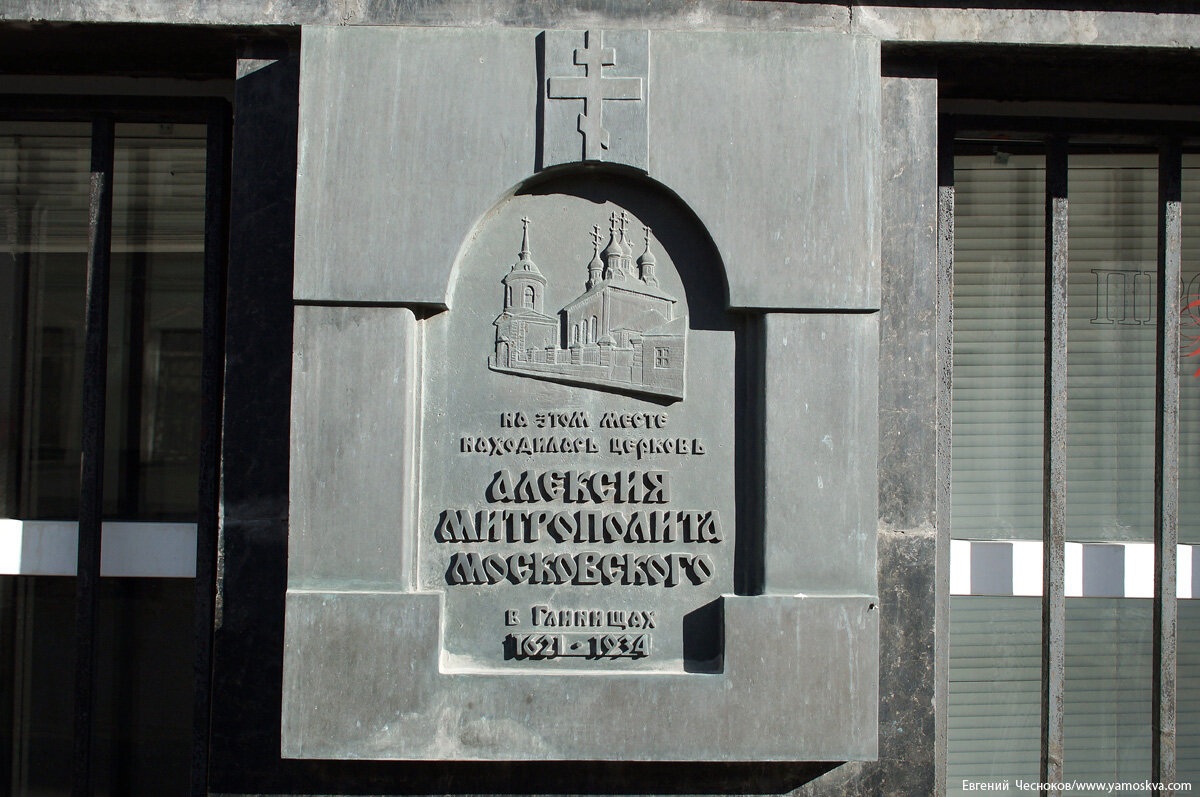 на этом месте
находилась церковь
АЛЕКСИЯ
МИТРОПОЛИТА
МОСКОВСКОГО
в Глинищах
1621-1934
Евгений Чесноков/www.yamoskva.com